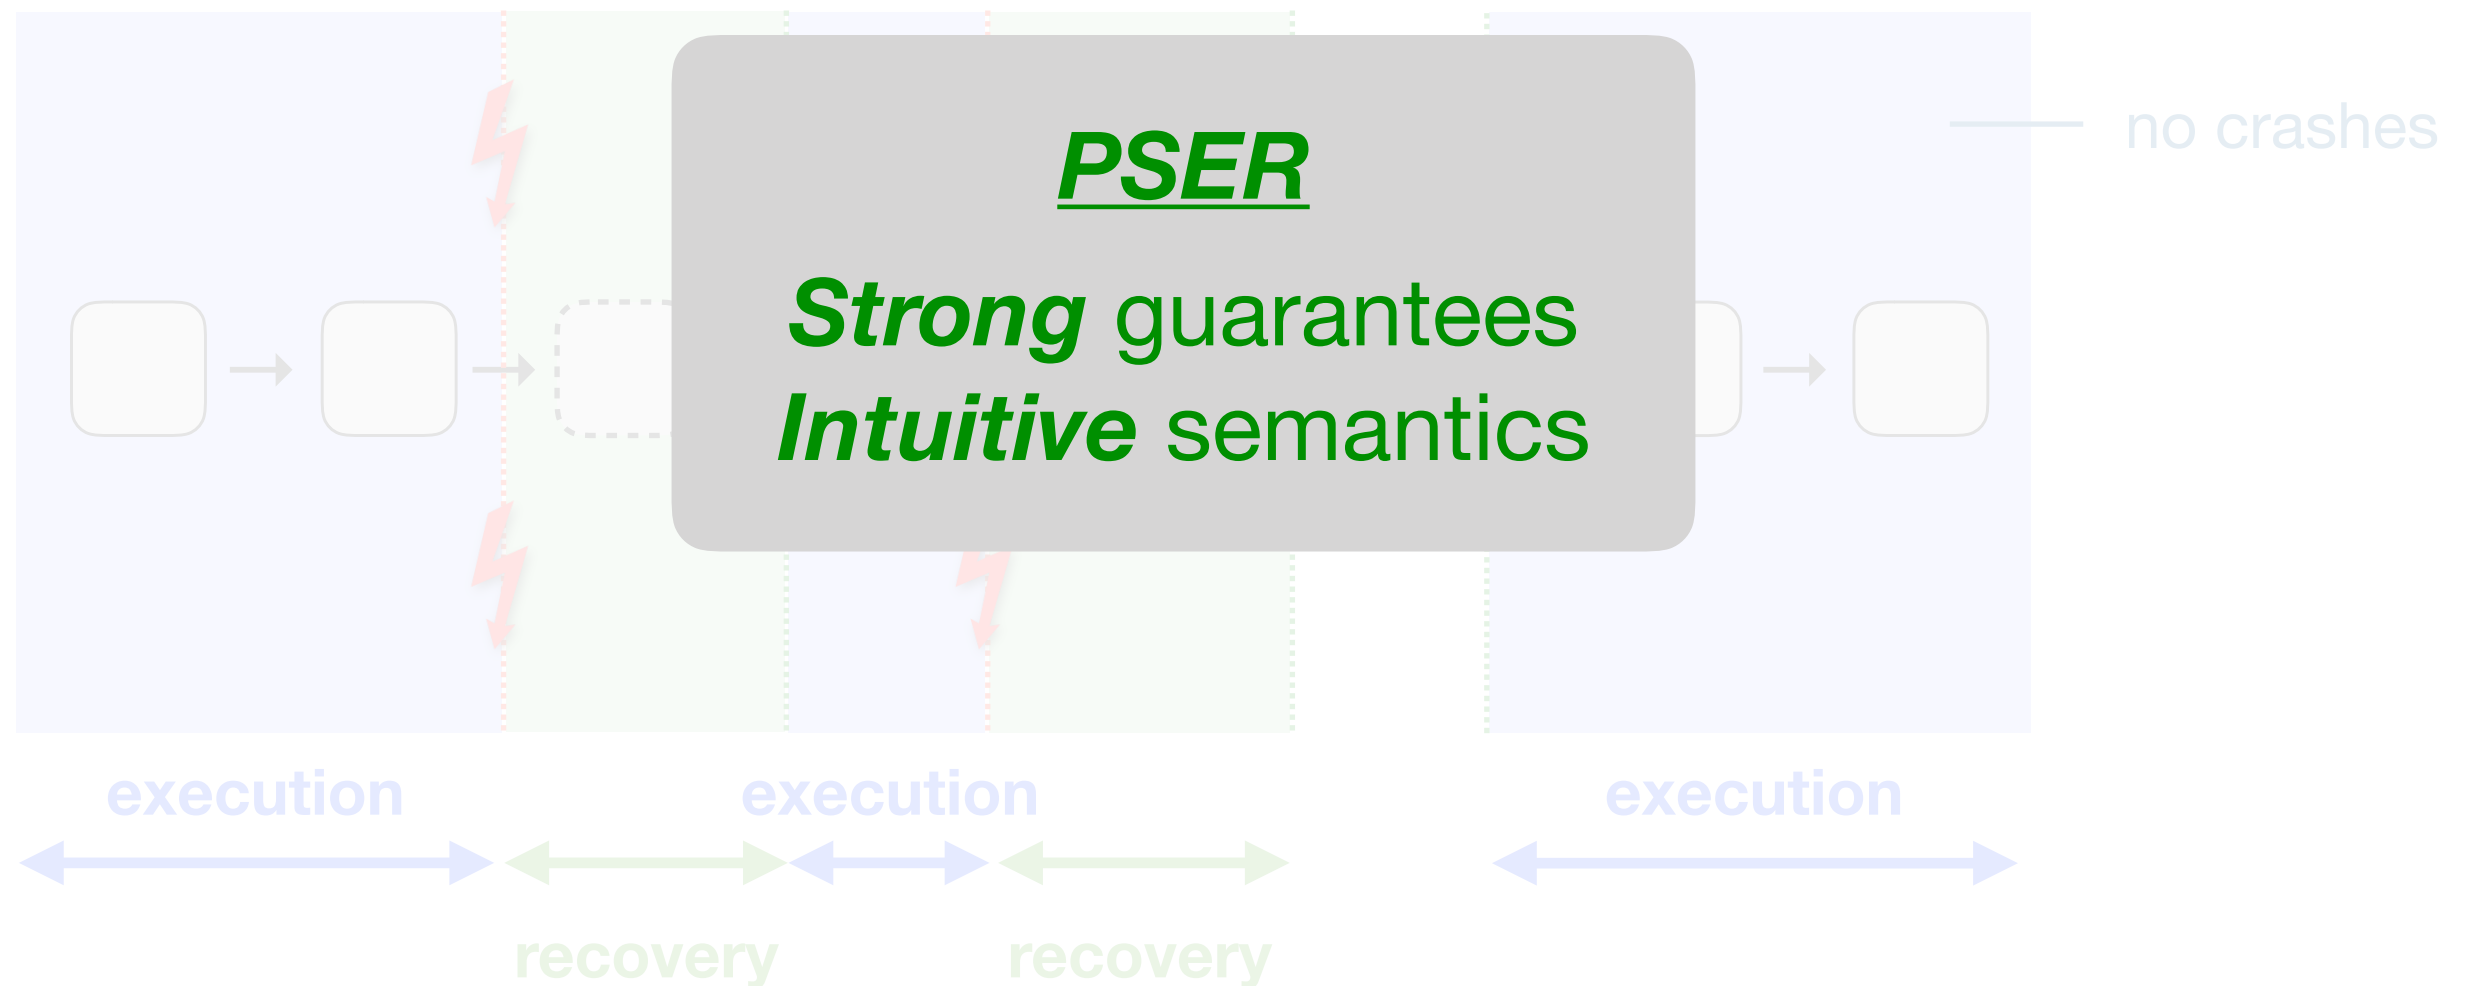 no crashes
PSER
Strong guarantees
Intuitive semantics
execution execution execution
recovery recovery